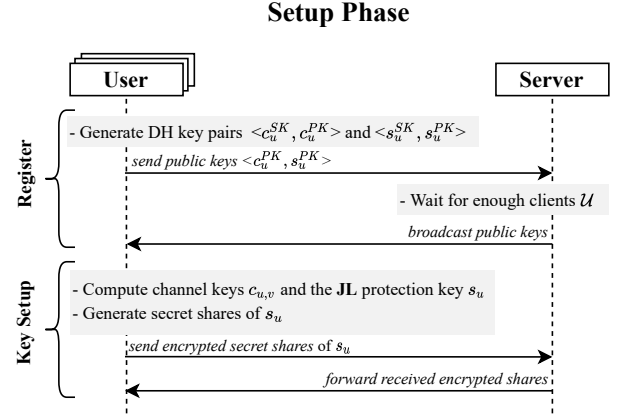 Setup Phase
User
Server
Register
- Generate DH key pairs <c_u^{SK}, c_u^{PK}> and <s_u^{SK}, s_u^{PK}>
send public keys <c_u^{PK}, s_u^{PK}>
- Wait for enough clients 𝒰
broadcast public keys
Key Setup
- Compute channel keys c_{u,v} and the JL protection key s_u
- Generate secret shares of s_u
send encrypted secret shares of s_u
forward received encrypted shares